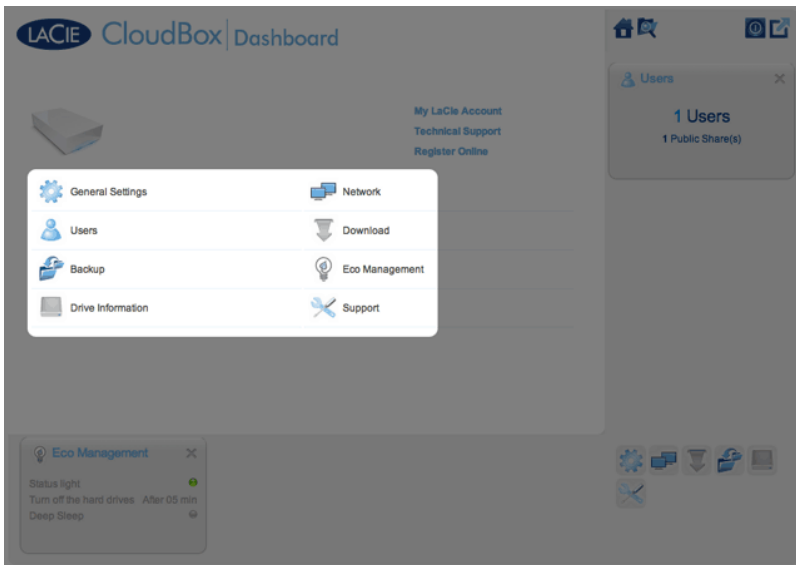 LACIE CloudBox Dashboard
My LaCie Account
Technical Support
Register Online
General Settings
Network
Users
Download
Backup
Eco Management
Drive Information
Support
Users
1 Users
1 Public Share(s)
Eco Management
Status light
Turn off the hard drives After 05 min
Deep Sleep